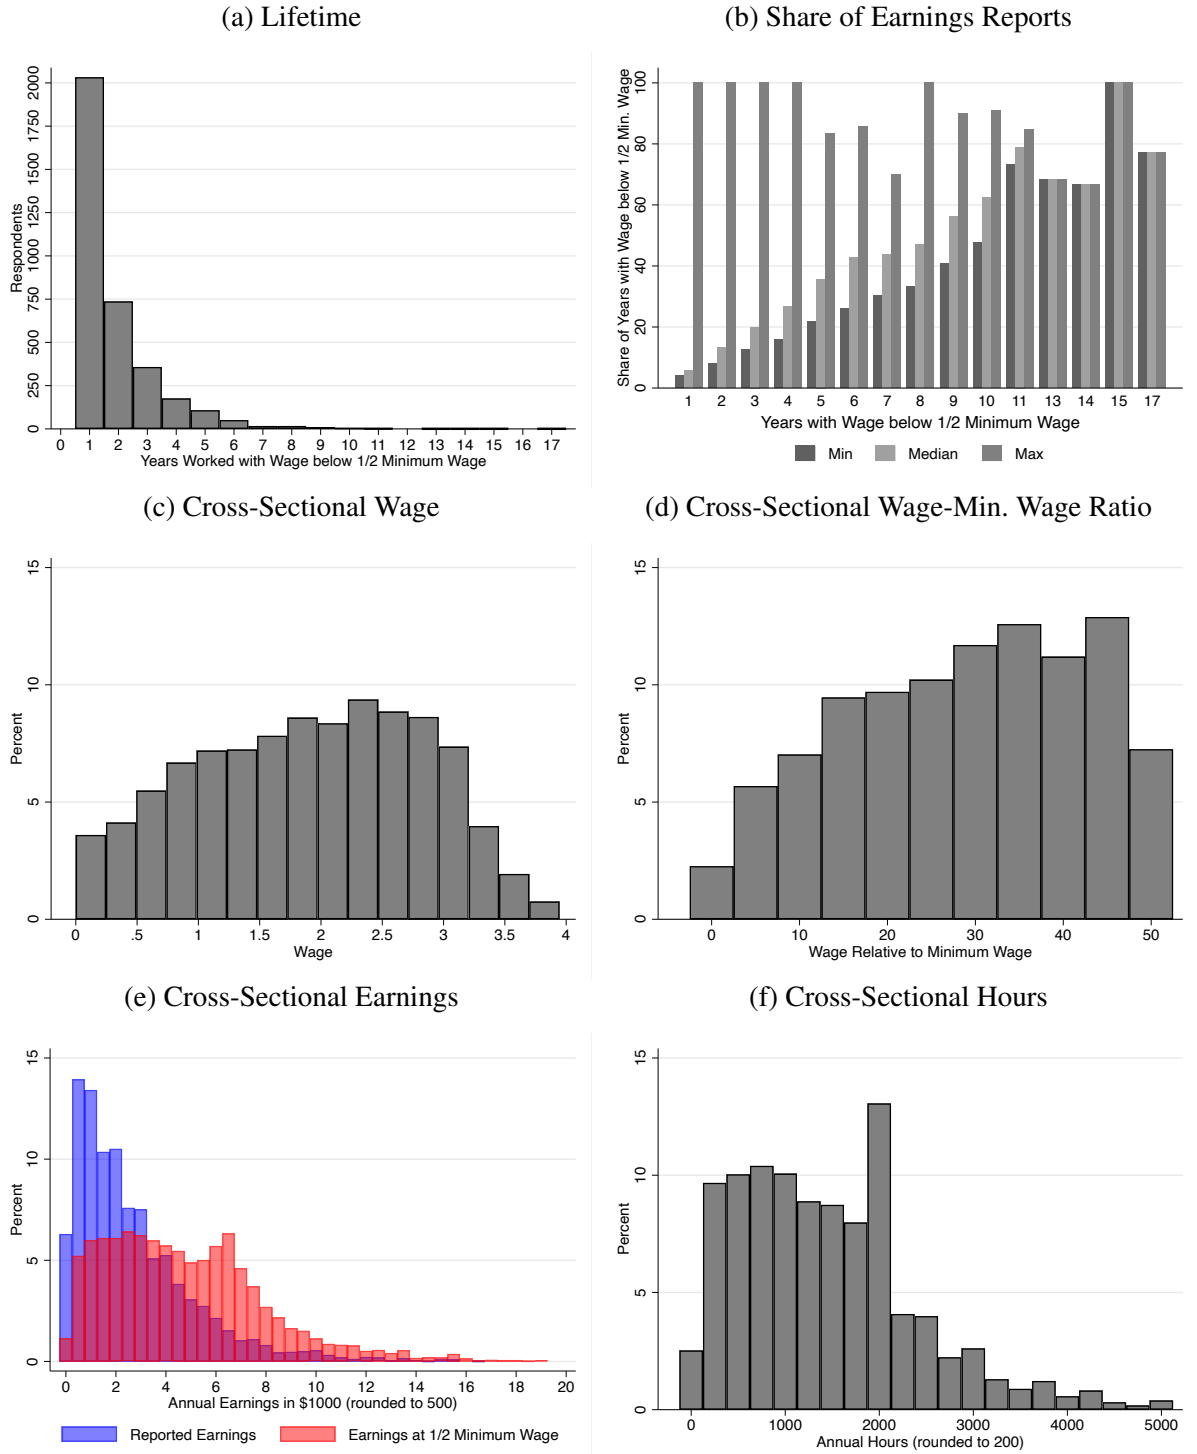 (a) Lifetime
(b) Share of Earnings Reports
Respondents
0
250
500
750
1000
1250
1500
1750
2000
0 1 2 3 4 5 6 7 8 9 10 11 12 13 14 15 16 17
Years Worked with Wage below 1/2 Minimum Wage
Share of Years with Wage below 1/2 Min. Wage
0
20
40
60
80
100
1 2 3 4 5 6 7 8 9 10 11 13 14 15 17
Years with Wage below 1/2 Minimum Wage
Min Median Max
(c) Cross-Sectional Wage
(d) Cross-Sectional Wage-Min. Wage Ratio
Percent
0
5
10
15
0 .5 1 1.5 2 2.5 3 3.5 4
Wage
Percent
0
5
10
15
0 10 20 30 40 50
Wage Relative to Minimum Wage
(e) Cross-Sectional Earnings
(f) Cross-Sectional Hours
Percent
0
5
10
15
0 2 4 6 8 10 12 14 16 18 20
Annual Earnings in $1000 (rounded to 500)
Reported Earnings Earnings at 1/2 Minimum Wage
Percent
0
5
10
15
0 1000 2000 3000 4000 5000
Annual Hours (rounded to 200)